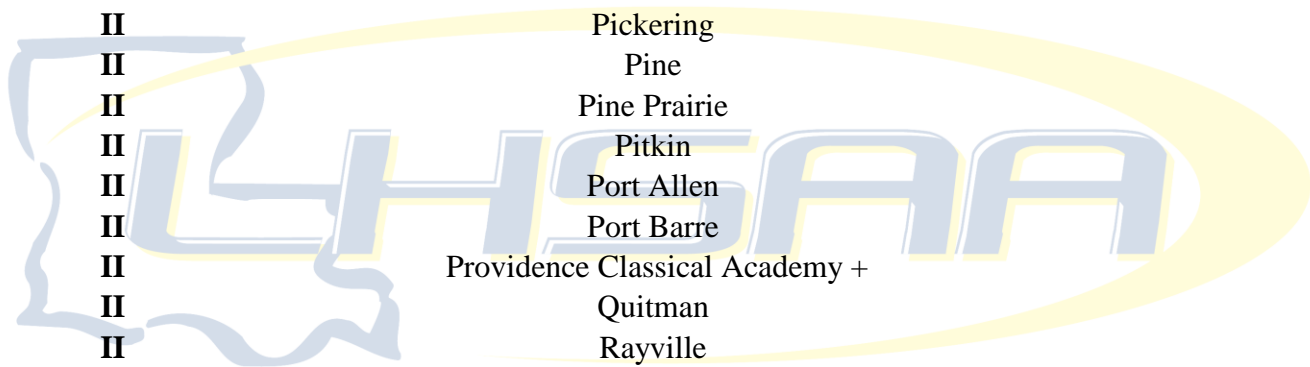 II Pickering
II Pine
II Pine Prairie
II Pitkin
II Port Allen
II Port Barre
II Providence Classical Academy +
II Quitman
II Rayville
LHSAA